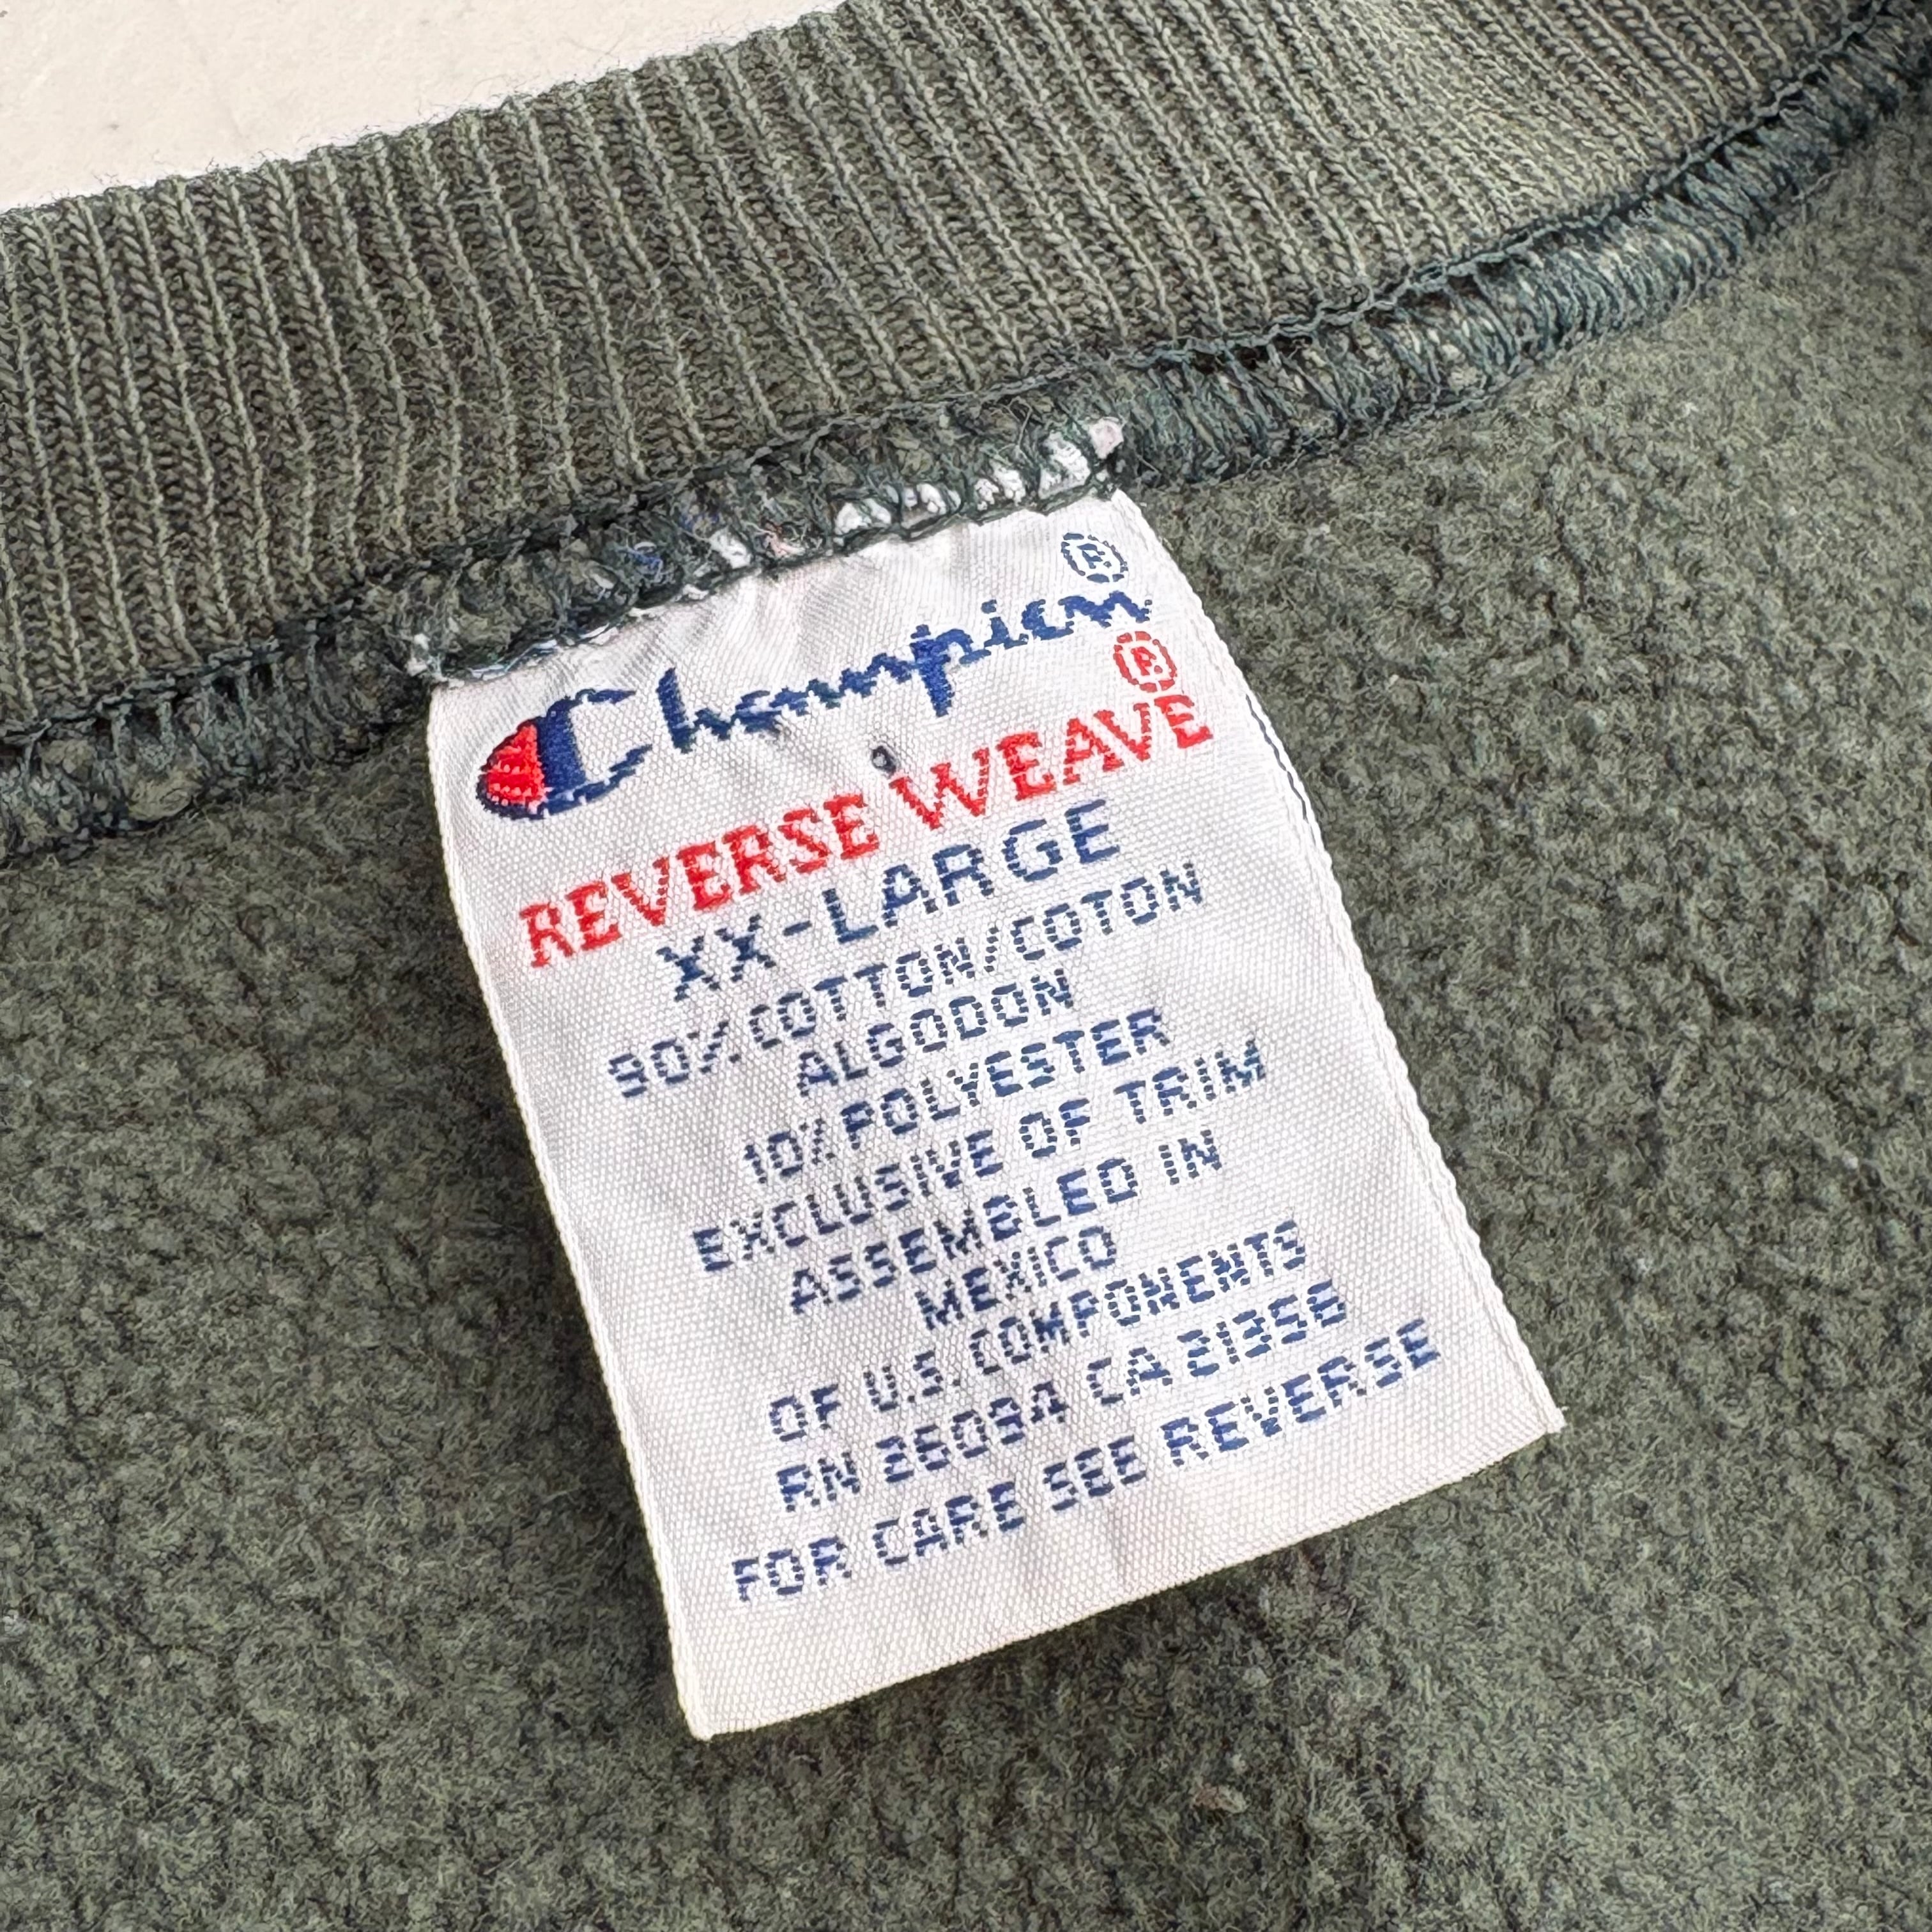 ®
Champion
®
REVERSE WEAVE
XX-LARGE
90% COTTON/COTON
ALGODON
10% POLYESTER
EXCLUSIVE OF TRIM
ASSEMBLED IN
MEXICO
OF U.S. COMPONENTS
RN 26094 CA 21356
FOR CARE SEE REVERSE